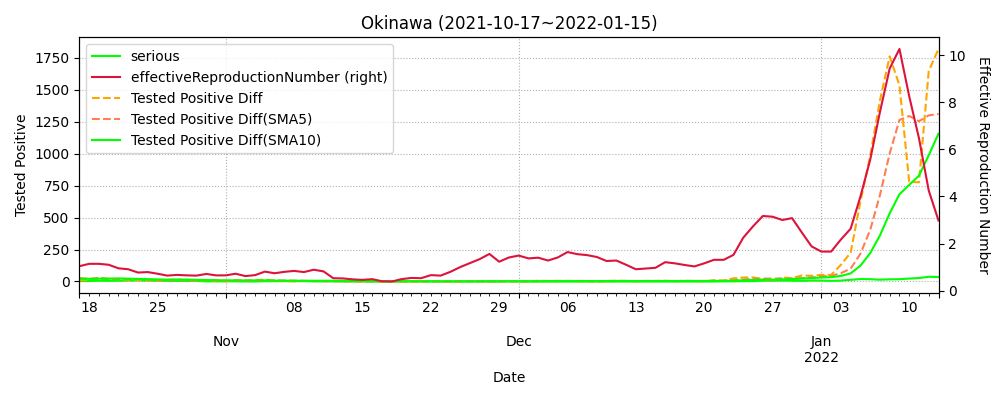 Okinawa (2021-10-17~2022-01-15)
serious
effectiveReproductionNumber (right)
Tested Positive Diff
Tested Positive Diff(SMA5)
Tested Positive Diff(SMA10)
Tested Positive
1750
1500
1250
1000
750
500
250
0
Effective Reproduction Number
10
8
6
4
2
0
18 25 08 15 22 29 06 13 20 27 03 10
Nov Dec Jan
2022
Date